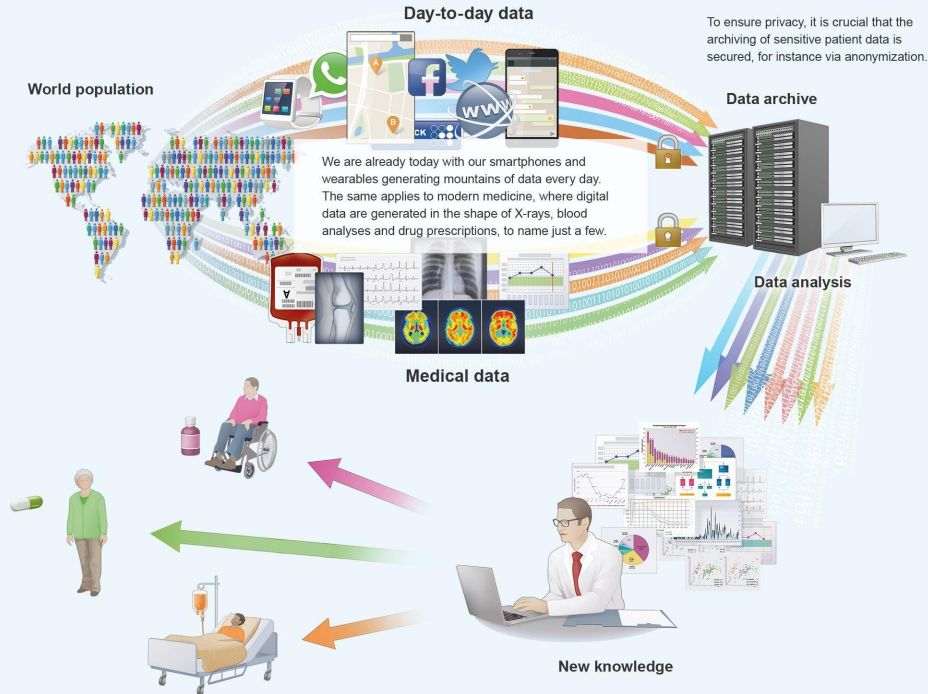 Day-to-day data
To ensure privacy, it is crucial that the
archiving of sensitive patient data is
secured, for instance via anonymization.
World population
Data archive
A
B
WWW
CK
We are already today with our smartphones and
wearables generating mountains of data every day.
The same applies to modern medicine, where digital
data are generated in the shape of X-rays, blood
analyses and drug prescriptions, to name just a few.
A
Data analysis
Medical data
New knowledge